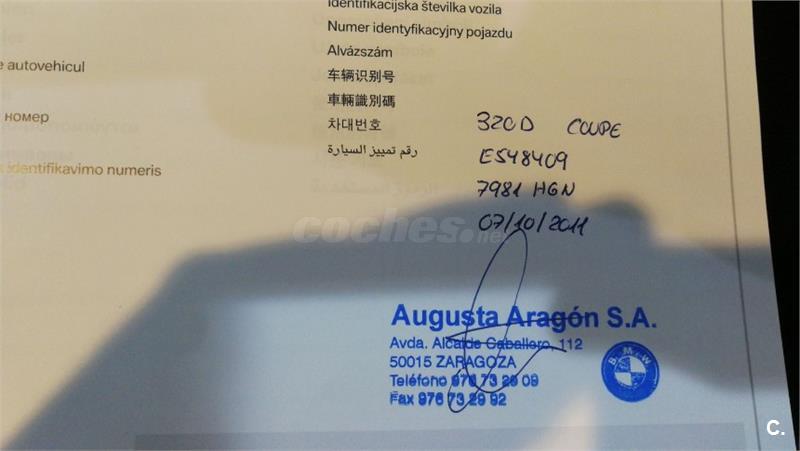 Identifikacijska številka vozila
Numer identyfikacyjny pojazdu
Alvázszám
车辆识别号
車輛識別碼
차대번호
رقم تمييز السيارة
e autovehicul
номер
identifikavimo numeris
320D COUPE
E548409
7981 HGN
07/10/2011
coches.net
Augusta Aragón S.A.
Avda. Alcalde Caballero, 112
50015 ZARAGOZA
Teléfono 976 73 29 09
Fax 976 73 29 92
BMW
C.